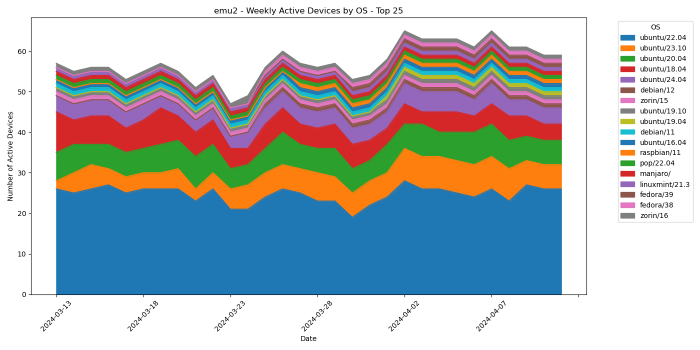 emu2 - Weekly Active Devices by OS - Top 25
Number of Active Devices
60
50
40
30
20
10
0
2024-03-13
2024-03-18
2024-03-23
2024-03-28
2024-04-02
2024-04-07
Date
OS
ubuntu/22.04
ubuntu/23.10
ubuntu/20.04
ubuntu/18.04
ubuntu/24.04
debian/12
zorin/15
ubuntu/19.10
ubuntu/19.04
debian/11
ubuntu/16.04
raspbian/11
pop/22.04
manjaro/
linuxmint/21.3
fedora/39
fedora/38
zorin/16